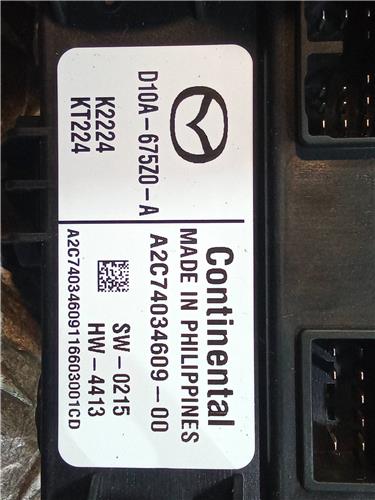 D10A-675Z0-A
K2224
KT224
Continental
MADE IN PHILIPPINES
A2C74034609-00
SW-0215
HW-4413
A2C74034609116603001CD